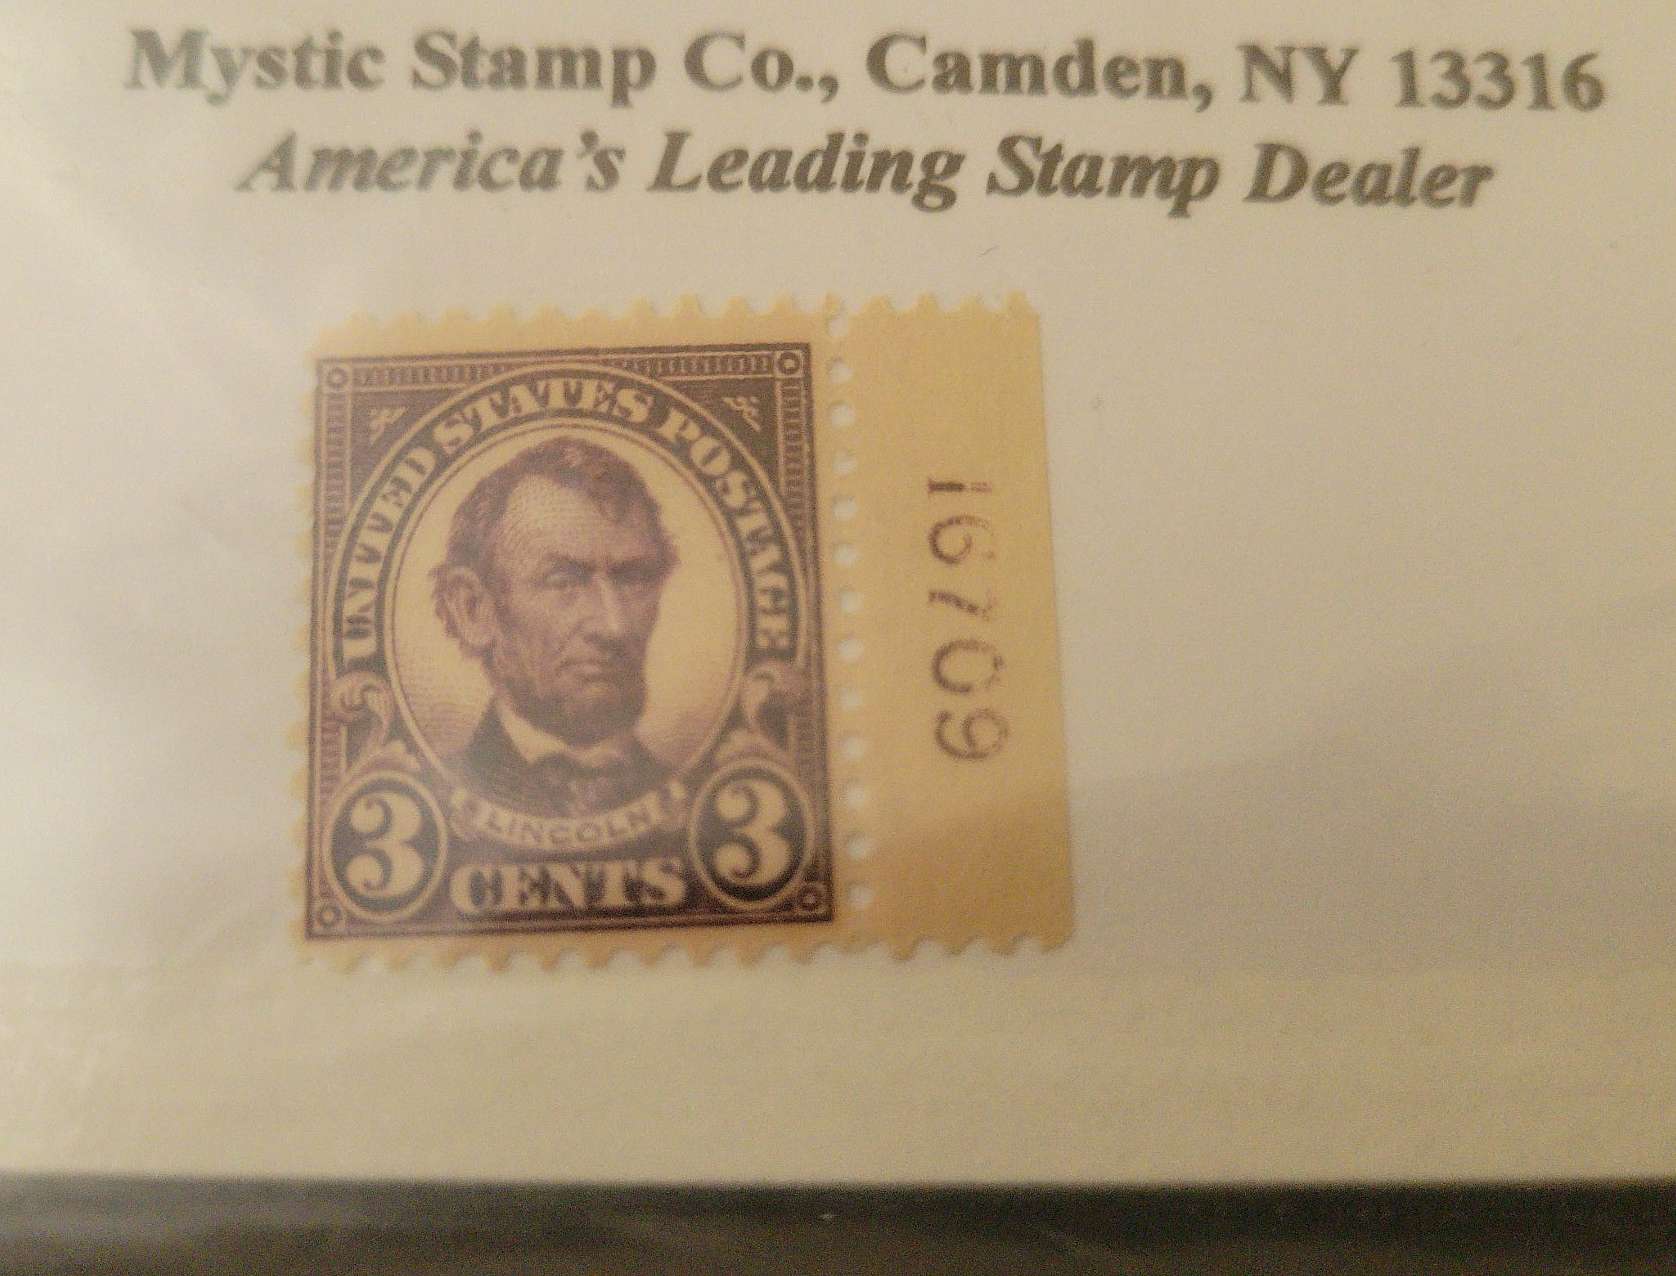 Mystic Stamp Co., Camden, NY 13316
America's Leading Stamp Dealer
UNITED STATES POSTAGE
16709
LINCOLN
3 CENTS 3